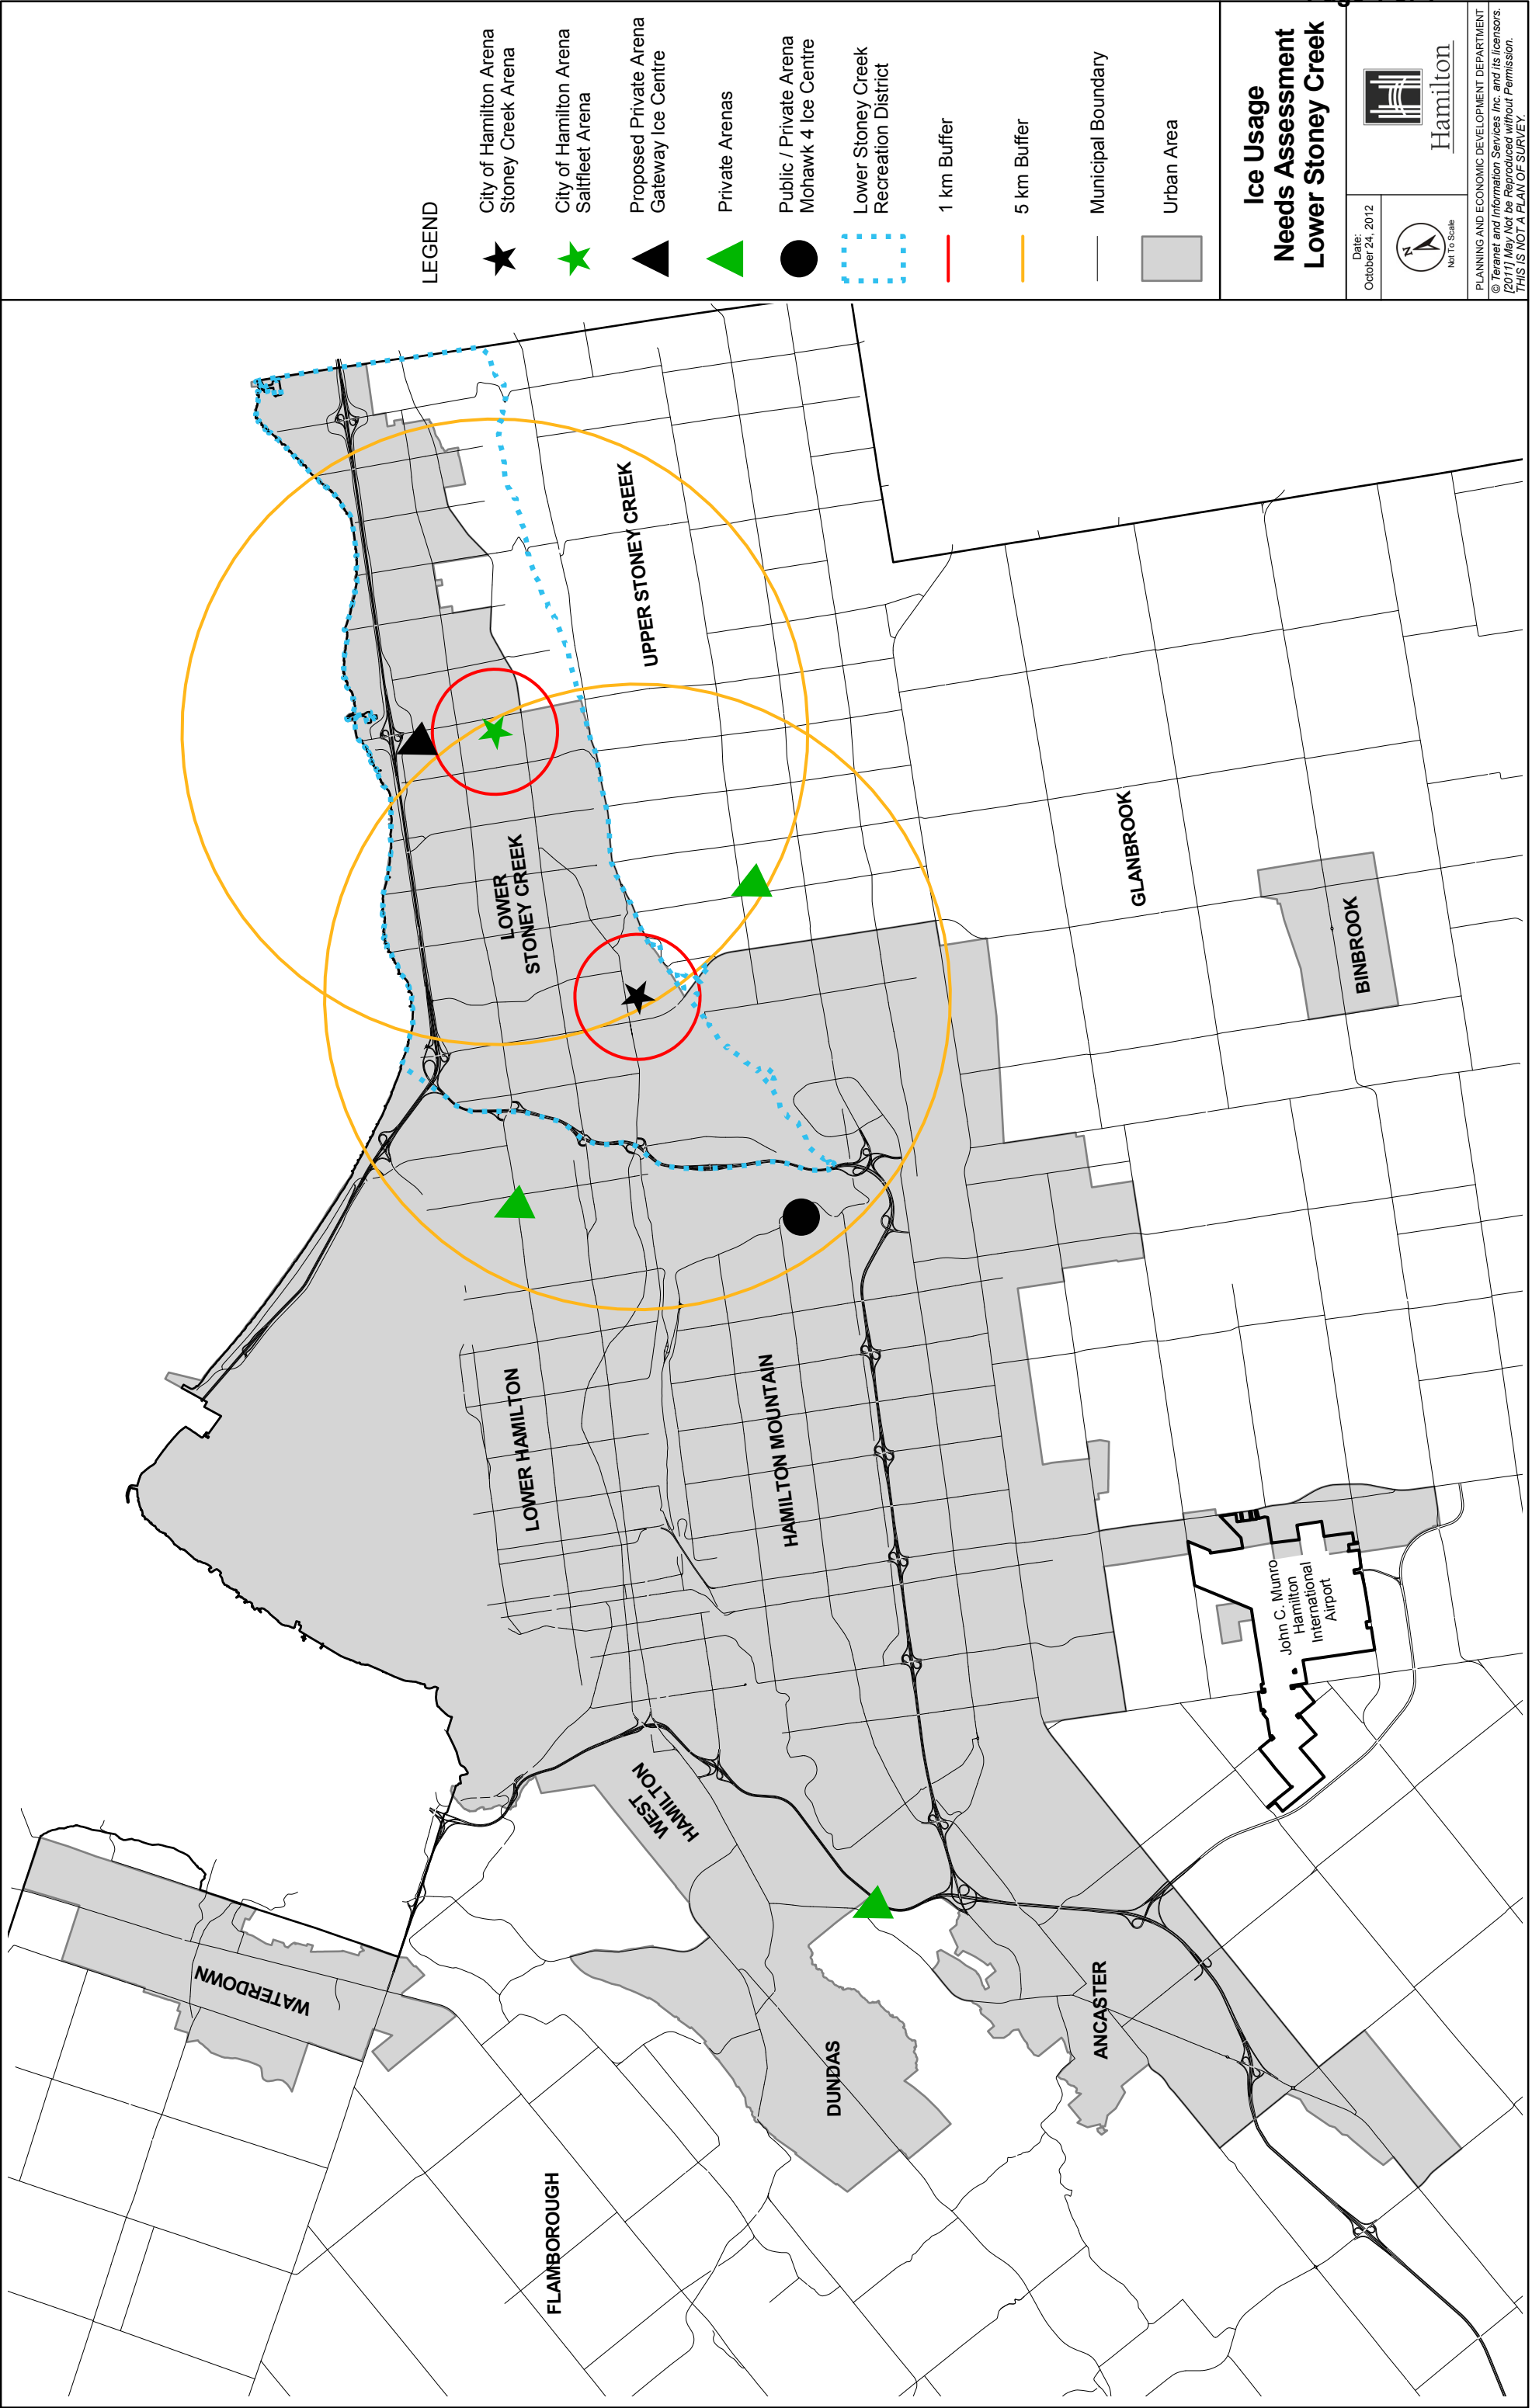 LEGEND
City of Hamilton Arena
Stoney Creek Arena
City of Hamilton Arena
Saltfleet Arena
Proposed Private Arena
Gateway Ice Centre
Private Arenas
Public / Private Arena
Mohawk 4 Ice Centre
Lower Stoney Creek
Recreation District
1 km Buffer
5 km Buffer
Municipal Boundary
Urban Area
Ice Usage
Needs Assessment
Lower Stoney Creek
Date:
October 24, 2012
N
Not To Scale
Hamilton
PLANNING AND ECONOMIC DEVELOPMENT DEPARTMENT
© Teranet and Information Services Inc. and its licensors.
[2011] May Not be Reproduced without Permission.
THIS IS NOT A PLAN OF SURVEY.
WATERDOWN
FLAMBOROUGH
DUNDAS
WEST
HAMILTON
ANCASTER
LOWER HAMILTON
HAMILTON MOUNTAIN
LOWER
STONEY CREEK
UPPER STONEY CREEK
GLANBROOK
BINBROOK
John C. Munro
Hamilton
International
Airport